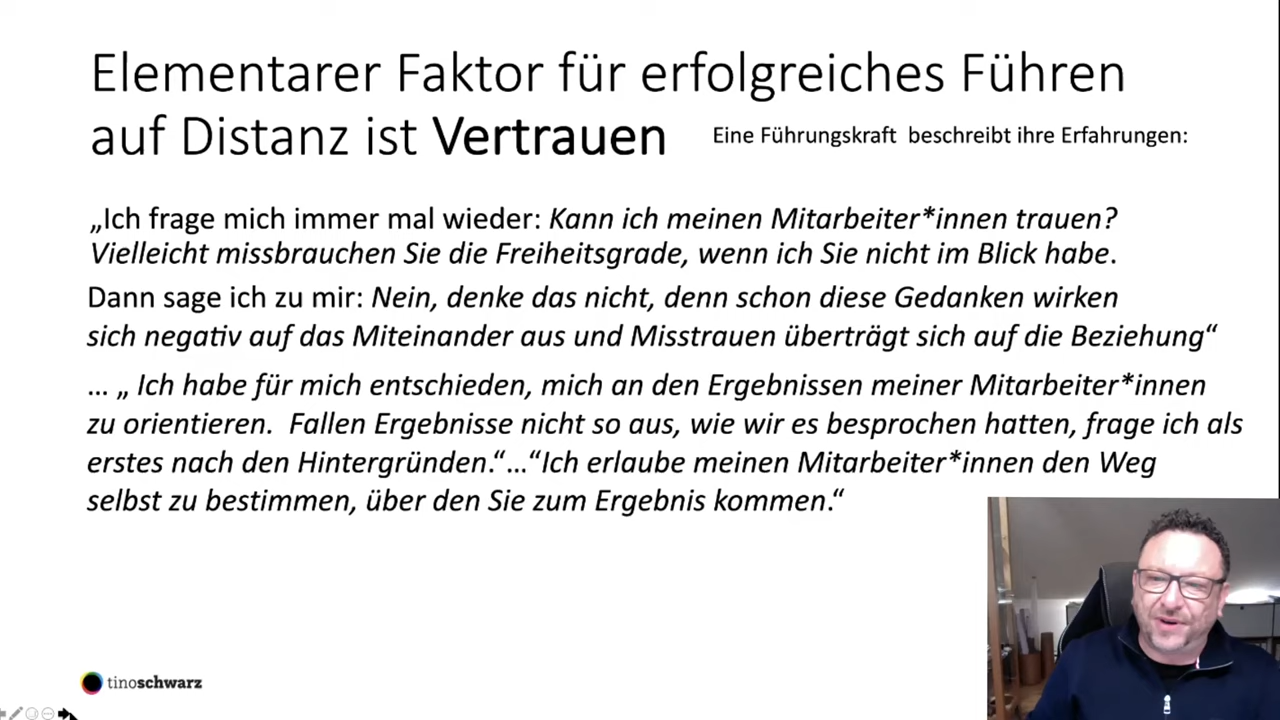 Elementarer Faktor für erfolgreiches Führen
auf Distanz ist Vertrauen Eine Führungskraft beschreibt ihre Erfahrungen:
„Ich frage mich immer mal wieder: Kann ich meinen Mitarbeiter*innen trauen?
Vielleicht missbrauchen Sie die Freiheitsgrade, wenn ich Sie nicht im Blick habe.
Dann sage ich zu mir: Nein, denke das nicht, denn schon diese Gedanken wirken
sich negativ auf das Miteinander aus und Misstrauen überträgt sich auf die Beziehung“
... „ Ich habe für mich entschieden, mich an den Ergebnissen meiner Mitarbeiter*innen
zu orientieren. Fallen Ergebnisse nicht so aus, wie wir es besprochen hatten, frage ich als
erstes nach den Hintergründen.“...“Ich erlaube meinen Mitarbeiter*innen den Weg
selbst zu bestimmen, über den Sie zum Ergebnis kommen.“
tinoschwarz